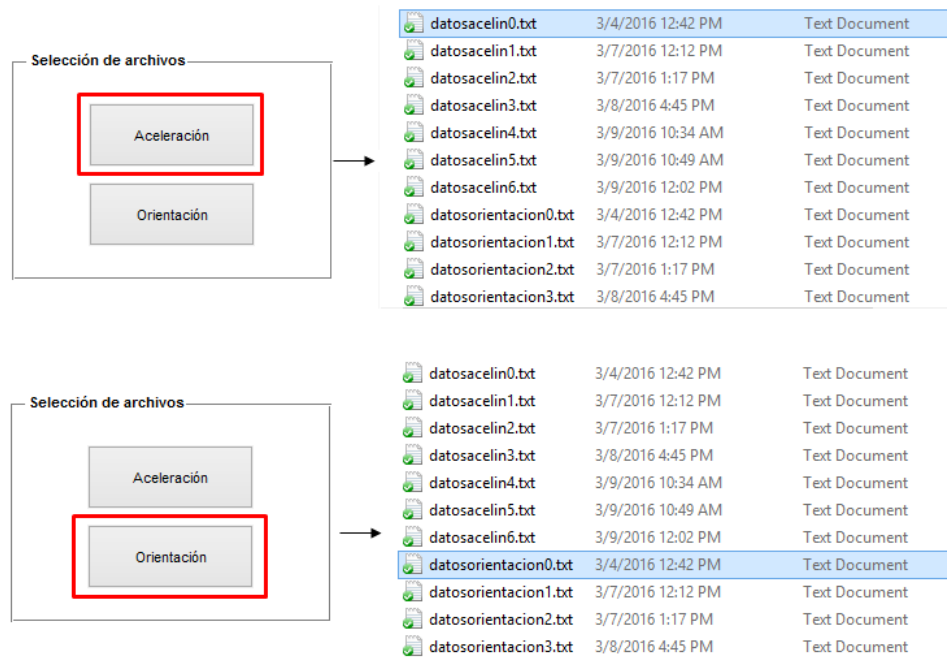 datosacelin0.txt 3/4/2016 12:42 PM Text Document
datosacelin1.txt 3/7/2016 12:12 PM Text Document
Selección de archivos
datosacelin2.txt 3/7/2016 1:17 PM Text Document
datosacelin3.txt 3/8/2016 4:45 PM Text Document
Aceleración
datosacelin4.txt 3/9/2016 10:34 AM Text Document
datosacelin5.txt 3/9/2016 10:49 AM Text Document
datosacelin6.txt 3/9/2016 12:02 PM Text Document
Orientación
datosorientacion0.txt 3/4/2016 12:42 PM Text Document
datosorientacion1.txt 3/7/2016 12:12 PM Text Document
datosorientacion2.txt 3/7/2016 1:17 PM Text Document
datosorientacion3.txt 3/8/2016 4:45 PM Text Document
datosacelin0.txt 3/4/2016 12:42 PM Text Document
Selección de archivos
datosacelin1.txt 3/7/2016 12:12 PM Text Document
datosacelin2.txt 3/7/2016 1:17 PM Text Document
datosacelin3.txt 3/8/2016 4:45 PM Text Document
Aceleración
datosacelin4.txt 3/9/2016 10:34 AM Text Document
datosacelin5.txt 3/9/2016 10:49 AM Text Document
datosacelin6.txt 3/9/2016 12:02 PM Text Document
Orientación
datosorientacion0.txt 3/4/2016 12:42 PM Text Document
datosorientacion1.txt 3/7/2016 12:12 PM Text Document
datosorientacion2.txt 3/7/2016 1:17 PM Text Document
datosorientacion3.txt 3/8/2016 4:45 PM Text Document